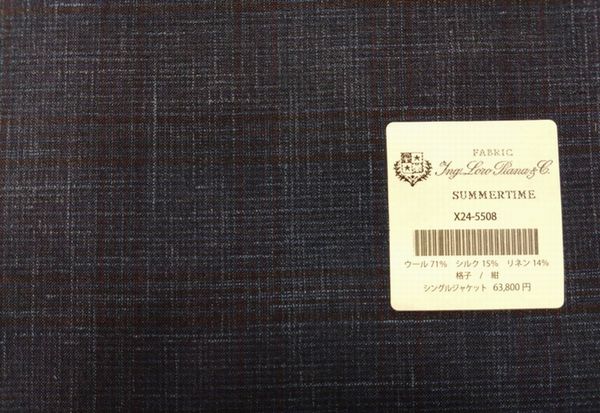 FABRIC
Ing. Loro Piana & C.
SUMMERTIME
X24-5508
ウール 71% シルク 15% リネン 14%
格子 / 紺
シングルジャケット 63,800 円